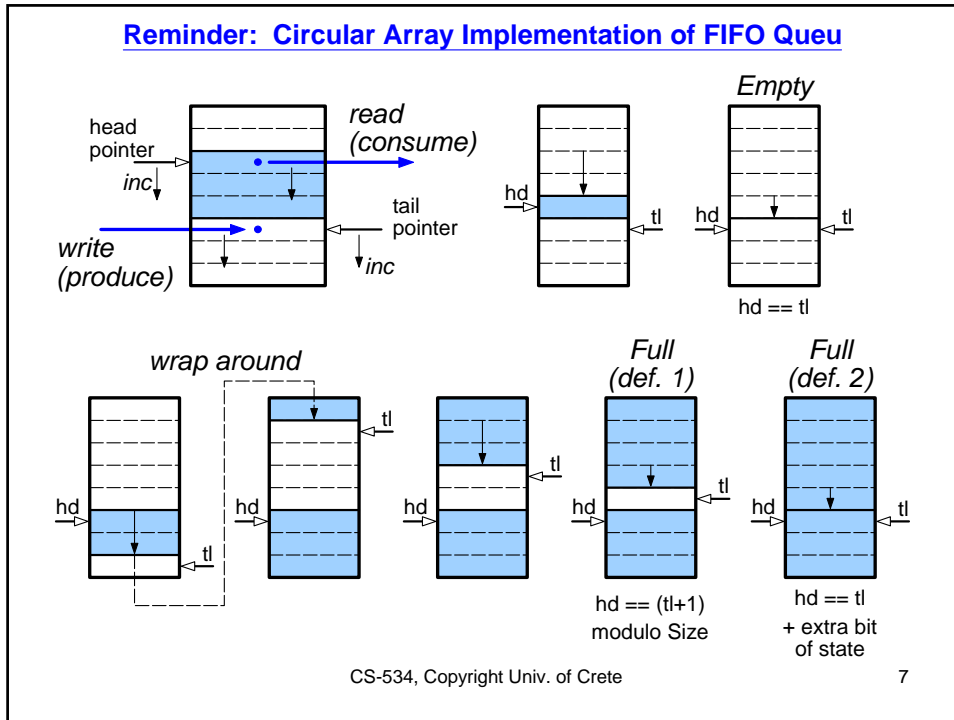 Reminder:  Circular Array Implementation of FIFO Queu
head
pointer
inc
read
(consume)
write
(produce)
tail
pointer
inc
hd
tl
Empty
hd
tl
hd == tl
wrap around
hd
tl
hd
tl
hd
tl
Full
(def. 1)
hd
tl
hd == (tl+1)
modulo Size
Full
(def. 2)
hd
tl
hd == tl
+ extra bit
of state
CS-534, Copyright Univ. of Crete
7